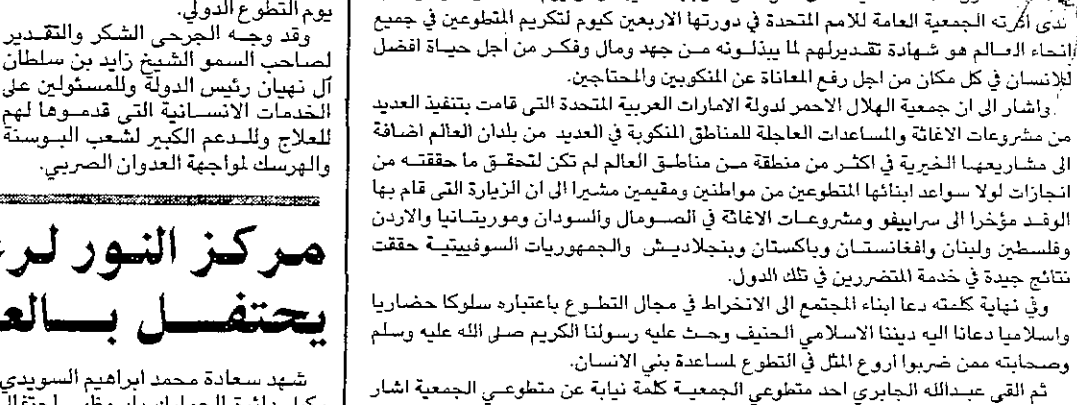 الذى اقرته الجمعية العامة للامم المتحدة في دورتها الاربعين كيوم لتكريم المتطوعين في جميع
انحاء العالم هو شهادة تقديرلهم لما يبذلونه من جهد ومال وفكر من اجل حياة افضل
للانسان في كل مكان من اجل رفع المعاناة عن المنكوبين والمحتاجين.
واشار الى ان جمعية الهلال الاحمر لدولة الامارات العربية المتحدة التى قامت بتنفيذ العديد
من مشروعات الاغاثة والمساعدات العاجلة للمناطق المنكوبة في العديد من بلدان العالم اضافة
الى مشاريعها الخيرية في اكثر من منطقة من مناطق العالم لم تكن لتحقق ما حققته من
انجازات لولا سواعد ابنائها المتطوعين من مواطنين ومقيمين مشيرا الى ان الزيارة التى قام بها
الوفد مؤخرا الى سراييفو ومشروعات الاغاثة في الصومال والسودان وموريتانيا والاردن
وفلسطين ولبنان وافغانستان وباكستان وبنجلاديش والجمهوريات السوفييتية حققت
نتائج جيدة في خدمة المتضررين في تلك الدول.
وفي نهاية كلمته دعا ابناء المجتمع الى الانخراط في مجال التطوع باعتباره سلوكا حضاريا
واسلاميا دعانا اليه ديننا الاسلامي الحنيف وحث عليه رسولنا الكريم صلى الله عليه وسلم
وصحابته ممن ضربوا اروع المثل في التطوع لمساعدة بني الانسان.
ثم القي عبدالله الجابري احد متطوعي الجمعية كلمة نيابة عن متطوعي الجمعية اشار
يوم التطوع الدولي.
وقد وجه الجرحى الشكر والتقدير
لصاحب السمو الشيخ زايد بن سلطان
آل نهيان رئيس الدولة وللمسئولين على
الخدمات الانسانية التى قدموها لهم
للعلاج وللدعم الكبير لشعب البوسنة
والهرسك لمواجهة العدوان الصربي.
مركز النور لر
يحتفل بالع
شهد سعادة محمد ابراهيم السويدي